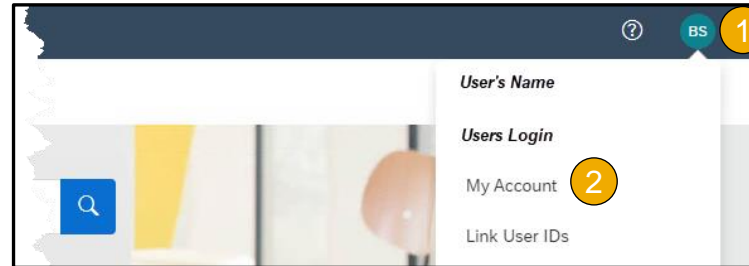 BS 1
User's Name
Users Login
My Account 2
Link User IDs